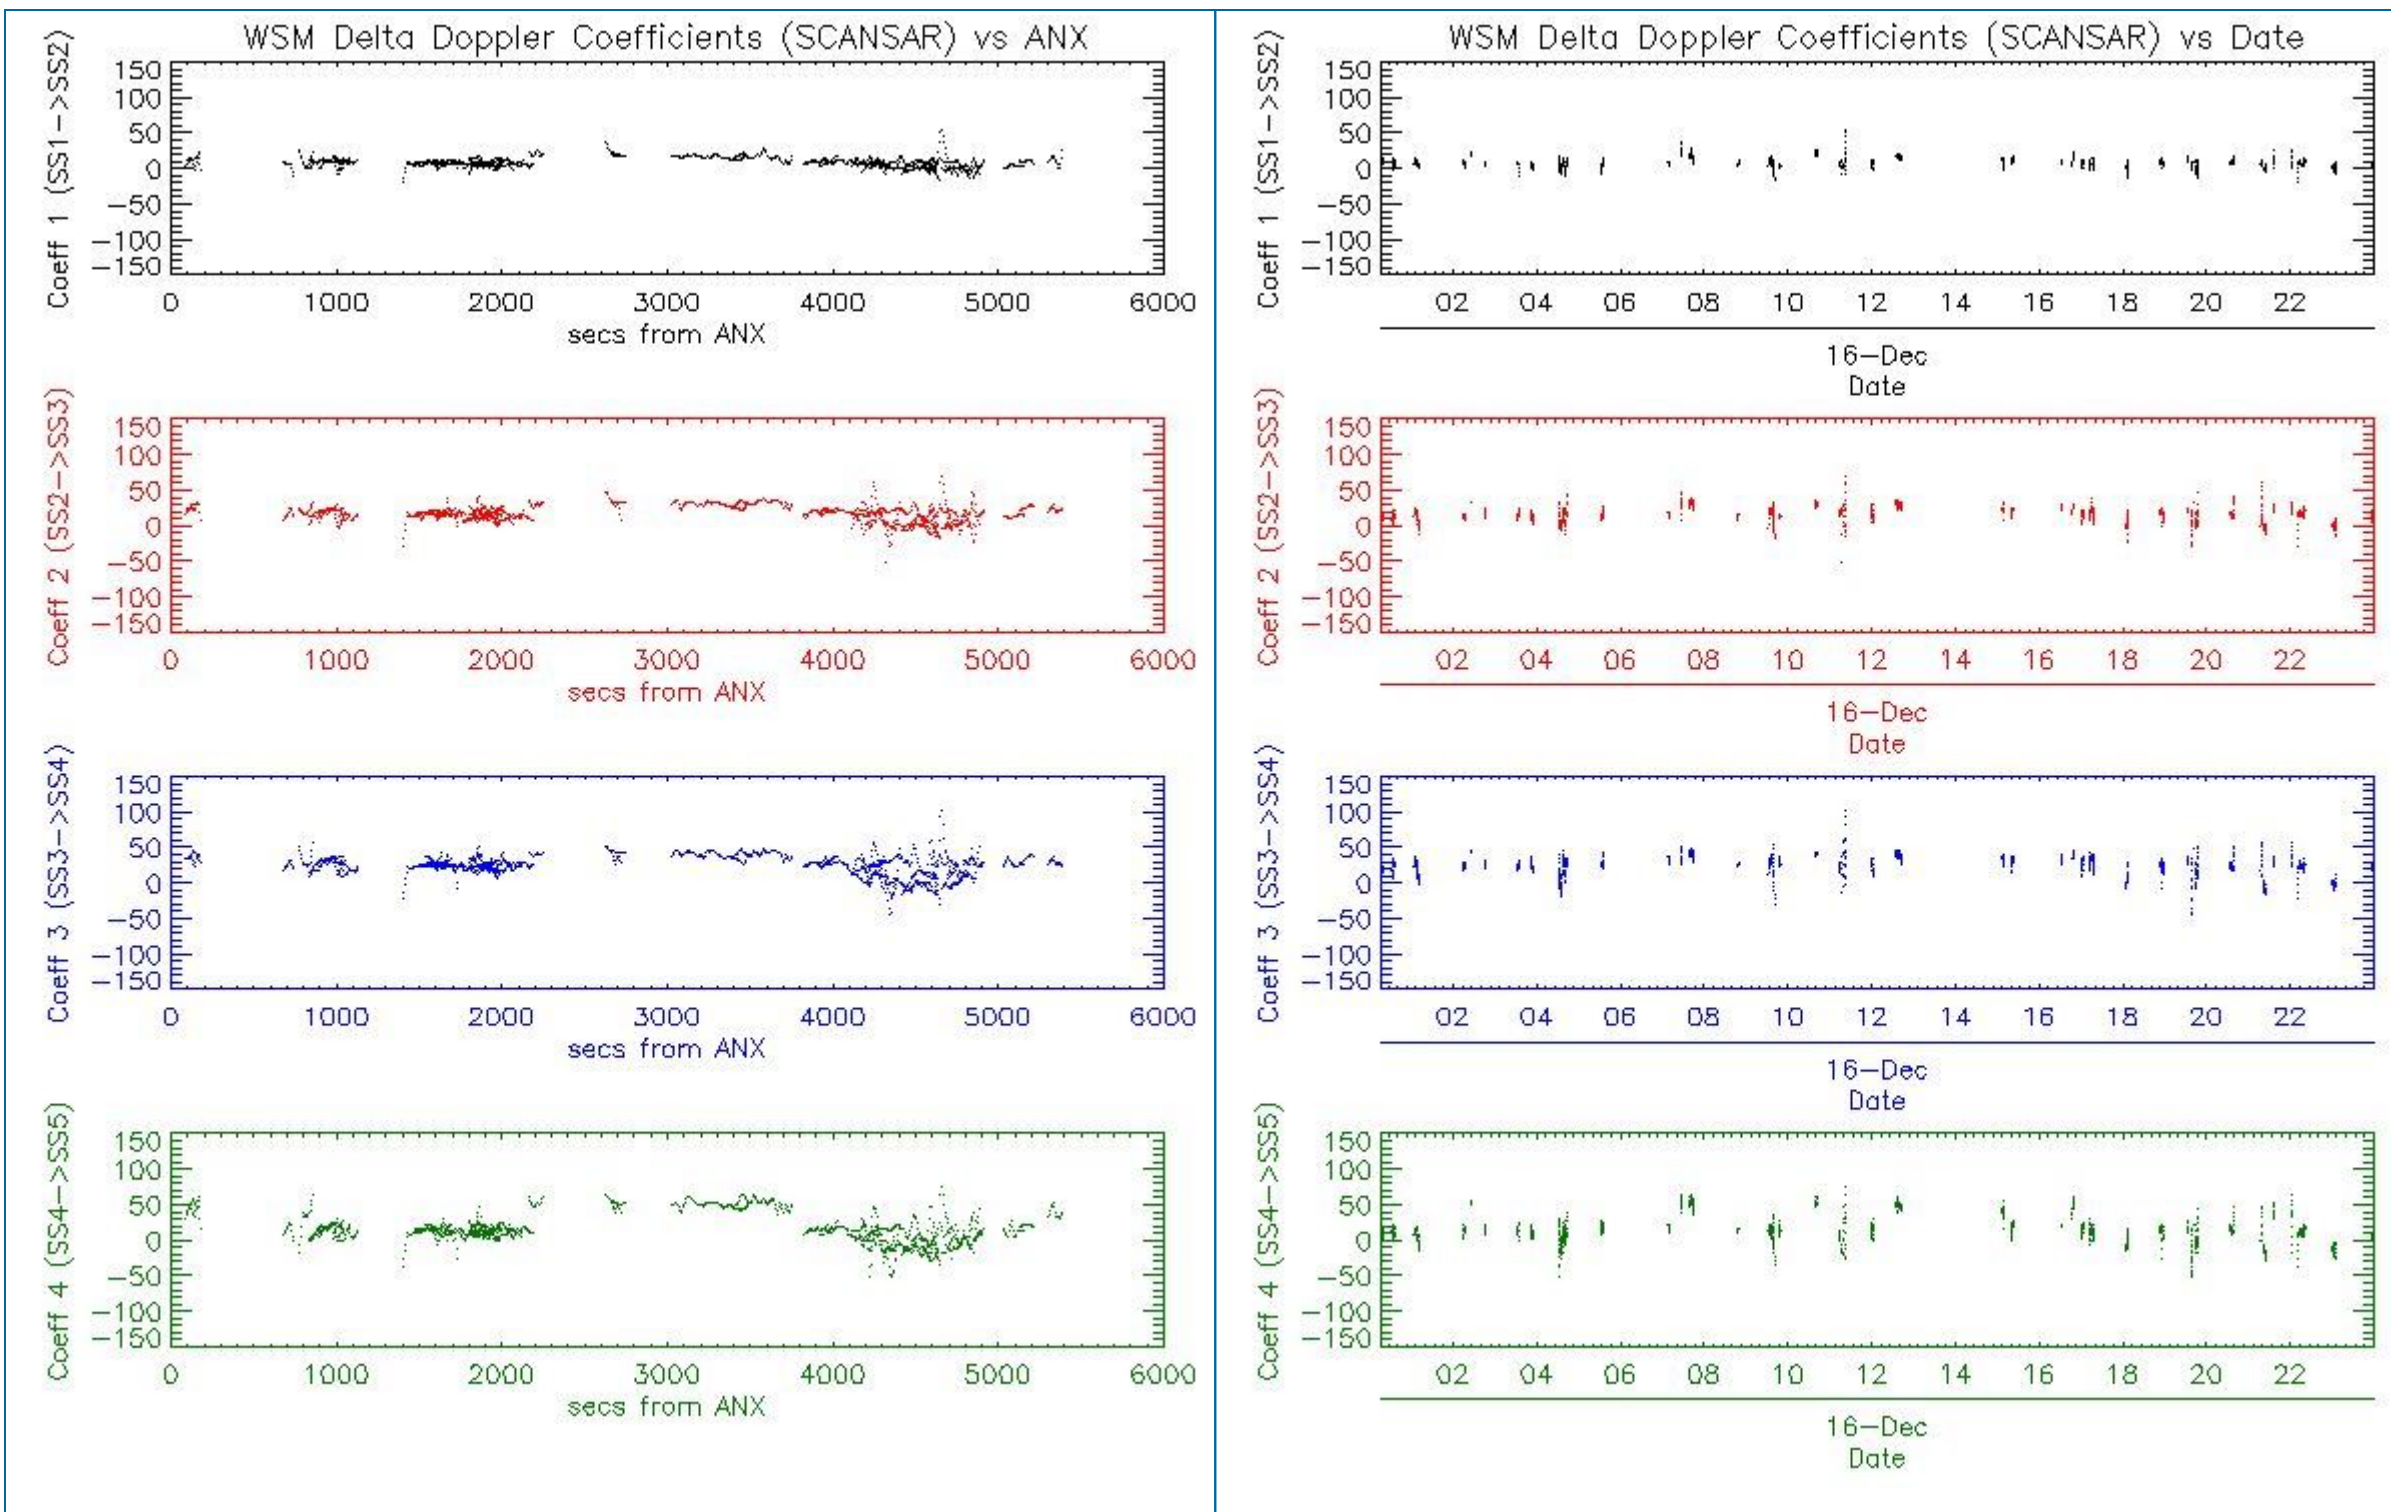 WSM Delta Doppler Coefficients (SCANSAR) vs ANX
Coeff 1 (SS1->SS2)
150
100
50
0
-50
-100
-150
0 1000 2000 3000 4000 5000 6000
secs from ANX
Coeff 2 (SS2->SS3)
150
100
50
0
-50
-100
-150
0 1000 2000 3000 4000 5000 6000
secs from ANX
Coeff 3 (SS3->SS4)
150
100
50
0
-50
-100
-150
0 1000 2000 3000 4000 5000 6000
secs from ANX
Coeff 4 (SS4->SS5)
150
100
50
0
-50
-100
-150
0 1000 2000 3000 4000 5000 6000
secs from ANX
WSM Delta Doppler Coefficients (SCANSAR) vs Date
Coeff 1 (SS1->SS2)
150
100
50
0
-50
-100
-150
02 04 06 08 10 12 14 16 18 20 22
16-Dec
Date
Coeff 2 (SS2->SS3)
150
100
50
0
-50
-100
-150
02 04 06 08 10 12 14 16 18 20 22
16-Dec
Date
Coeff 3 (SS3->SS4)
150
100
50
0
-50
-100
-150
02 04 06 08 10 12 14 16 18 20 22
16-Dec
Date
Coeff 4 (SS4->SS5)
150
100
50
0
-50
-100
-150
02 04 06 08 10 12 14 16 18 20 22
16-Dec
Date